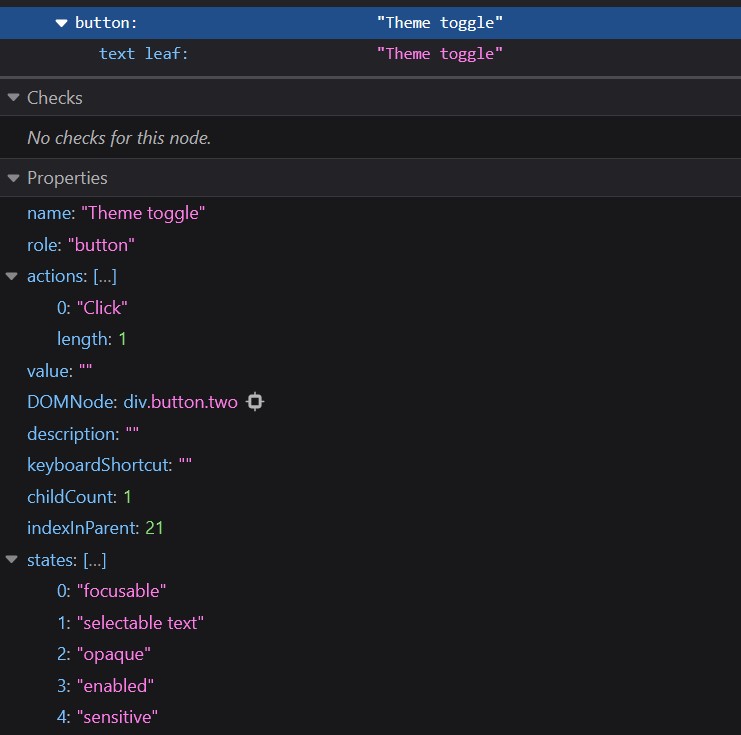 button: "Theme toggle"
text leaf: "Theme toggle"
Checks
No checks for this node.
Properties
name: "Theme toggle"
role: "button"
actions: […]
0: "Click"
length: 1
value: ""
DOMNode: div.button.two
description: ""
keyboardShortcut: ""
childCount: 1
indexInParent: 21
states: […]
0: "focusable"
1: "selectable text"
2: "opaque"
3: "enabled"
4: "sensitive"